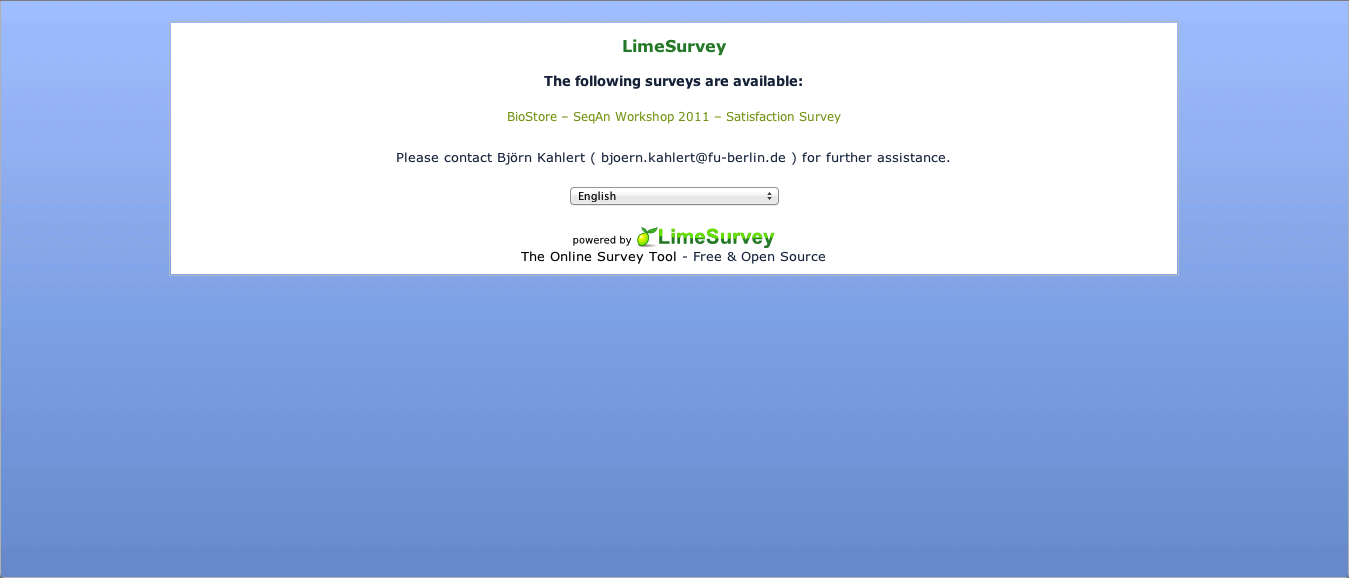 LimeSurvey
The following surveys are available:
BioStore – SeqAn Workshop 2011 – Satisfaction Survey
Please contact Björn Kahlert ( bjoern.kahlert@fu-berlin.de ) for further assistance.
English
powered by LimeSurvey
The Online Survey Tool - Free & Open Source